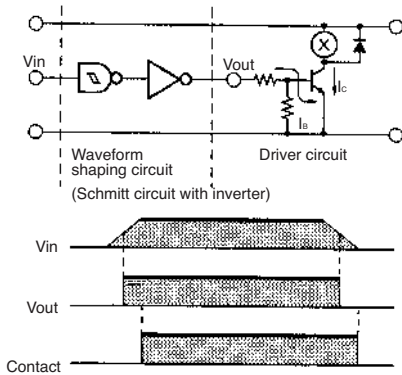 X
Vin
Vout
IC
IB
Waveform
shaping circuit
Driver circuit
(Schmitt circuit with inverter)
Vin
Vout
Contact